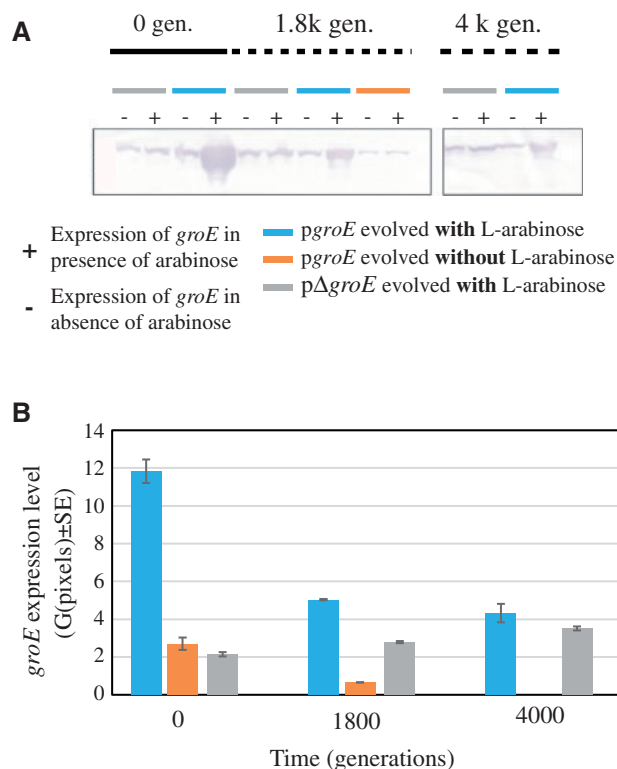 A
0 gen. 1.8k gen. 4 k gen.
- + - + - + - + - + - + - +
+ Expression of groE in presence of arabinose
- Expression of groE in absence of arabinose
pgroE evolved with L-arabinose
pgroE evolved without L-arabinose
pΔgroE evolved with L-arabinose
B
groE expression level
(G(pixels)±SE)
14
12
10
8
6
4
2
0
0 1800 4000
Time (generations)